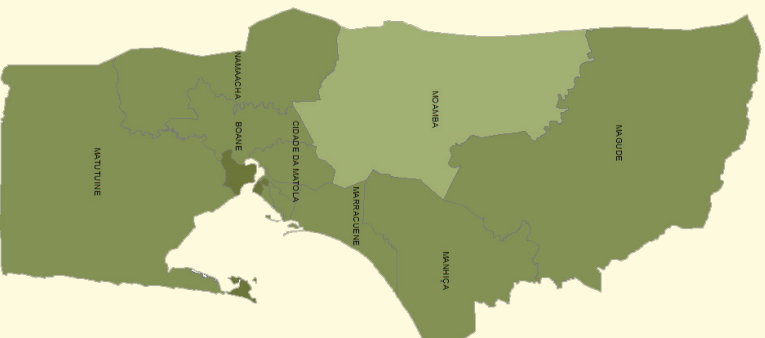 MATUTUINE
NAMAACHA
BOANE
CIDADE DA MATOLA
MARRACUENE
MOAMBA
MANHIÇA
MAGUDE